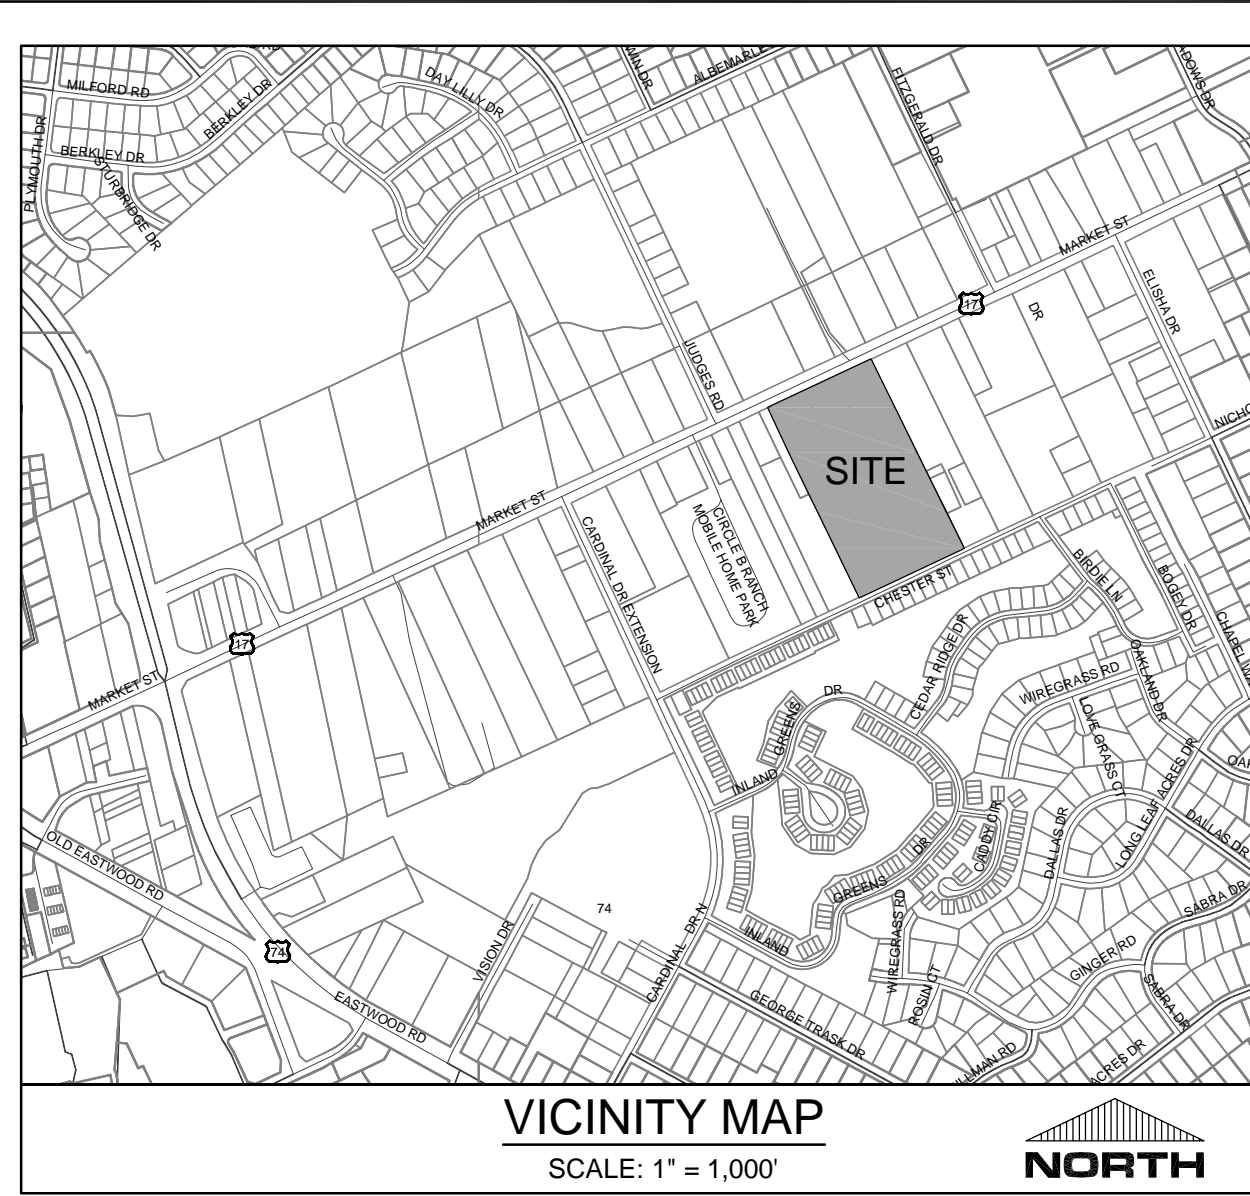 MILFORD RD
BERKLEY DR
DAY LILLY DR
ALBEMARLE
FITZGERALD DR
PLYMOUTH DR
BERKLEY DR
STURBRIDGE DR
MARKET ST
ELISHA DR
17
DR
JUDGES RD
SITE
MARKET ST
CARDINAL DR EXTENSION
CIRCLE B RANCH
MOBILE HOME PARK
CHESTER ST
BIRDIE LN
BOGEY DR
17
MARKET ST
CEDAR RIDGE DR
OAKLAND DR
WIREGRASS RD
LOVE GRASS CT
INLAND
GREENS
DR
LONG LEAF ACRES DR
DALLAS DR
DALLAS DR
CADDY CIR
OLD EASTWOOD RD
GREENS
DR
SABRA DR
74
74
VISION DR
CARDINAL DR N
INLAND
WIREGRASS RD
ROSIN CT
GINGER RD
SABRA DR
EASTWOOD RD
GEORGE TRASK DR
ACRES DR
VICINITY MAP
SCALE: 1" = 1,000'
NORTH